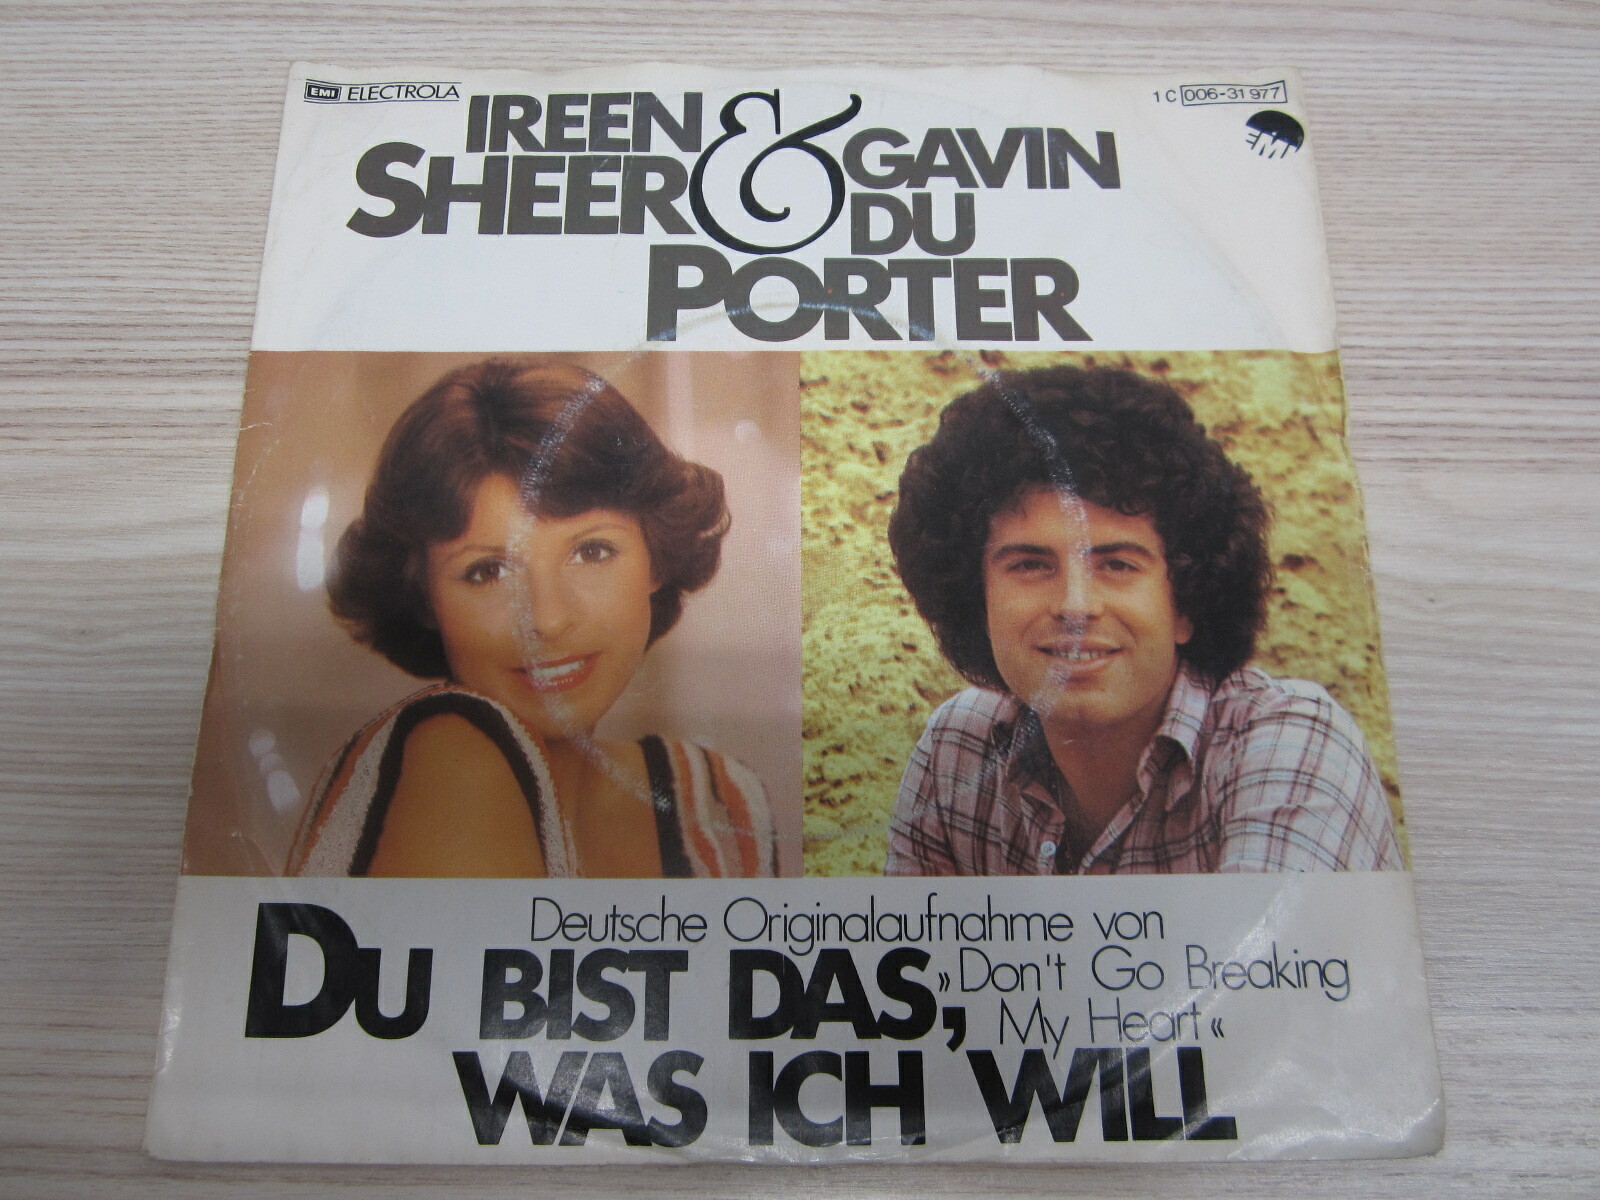 EMI ELECTROLA
1 C 006-31 977
EMI
IREEN
SHEER
&
GAVIN
DU
PORTER
Deutsche Originalaufnahme von
»Don't Go Breaking
My Heart«
DU BIST DAS,
WAS ICH WILL